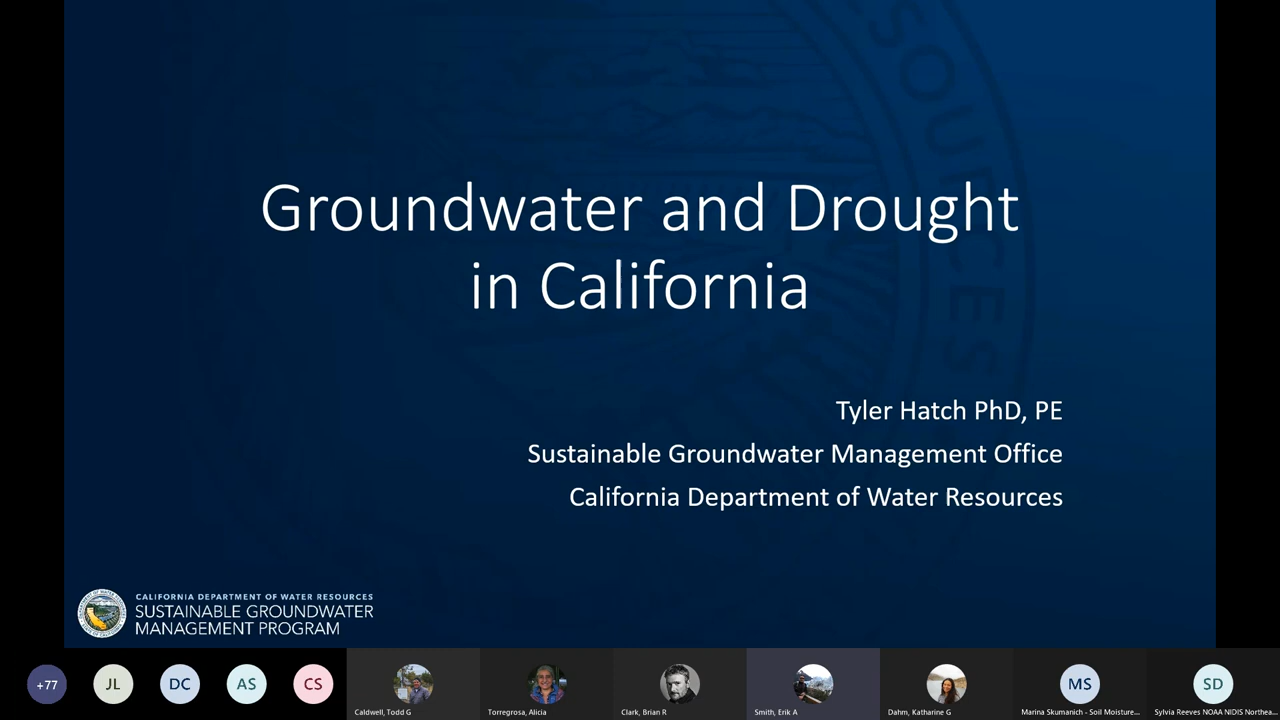 Groundwater and Drought
in California
Tyler Hatch PhD, PE
Sustainable Groundwater Management Office
California Department of Water Resources
CALIFORNIA DEPARTMENT OF WATER RESOURCES
SUSTAINABLE GROUNDWATER
MANAGEMENT PROGRAM
+77
JL
DC
AS
CS
MS
SD
Caldwell, Todd G
Torregrosa, Alicia
Clark, Brian R
Smith, Erik A
Dahm, Katharine G
Marina Skumanich - Soil Moisture...
Sylvia Reeves NOAA NIDIS Northea...